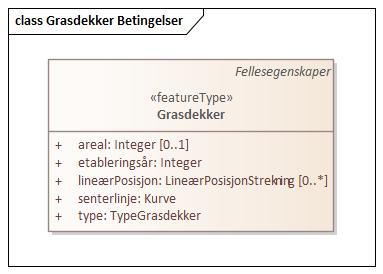 class Grasdekker Betingelser
Fellesegenskaper
«featureType»
Grasdekker
+ areal: Integer [0..1]
+ etableringsår: Integer
+ lineærPosisjon: LineærPosisjonStrekning [0..*]
+ senterlinje: Kurve
+ type: TypeGrasdekker